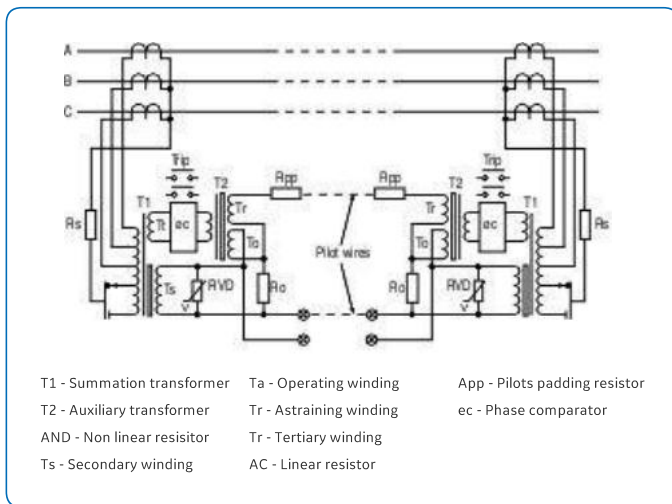 A
B
C
Trip
Trip
Rpp
Rpp
T2
T2
T1
T1
Tr
Tr
Rs
Rs
Tt
øc
øc
To
To
Pilot wires
Ts
RVD
RVD
Ro
Ro
V
V
T1 - Summation transformer
T2 - Auxiliary transformer
AND - Non linear resisitor
Ts - Secondary winding
Ta - Operating winding
Tr - Astraining winding
Tr - Tertiary winding
AC - Linear resistor
App - Pilots padding resistor
ec - Phase comparator